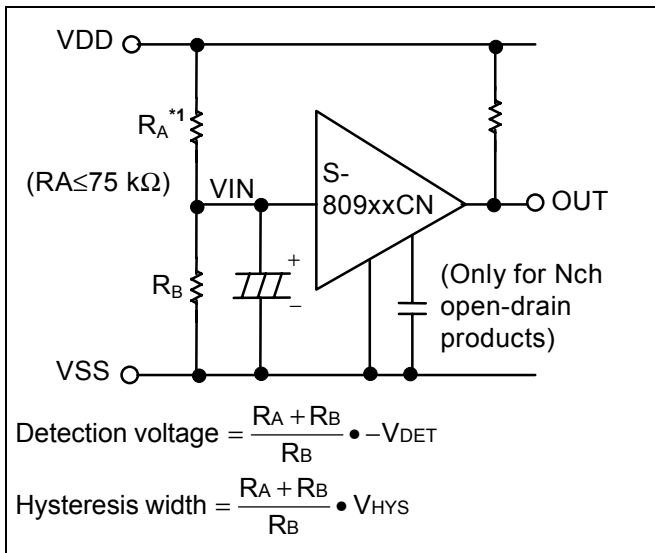 VDD
RA*1
(RA≤75 kΩ)
VIN
S-
809xxCN
OUT
RB
+
−
(Only for Nch
open-drain
products)
VSS
Detection voltage = RA + RB / RB • −VDET
Hysteresis width = RA + RB / RB • VHYS